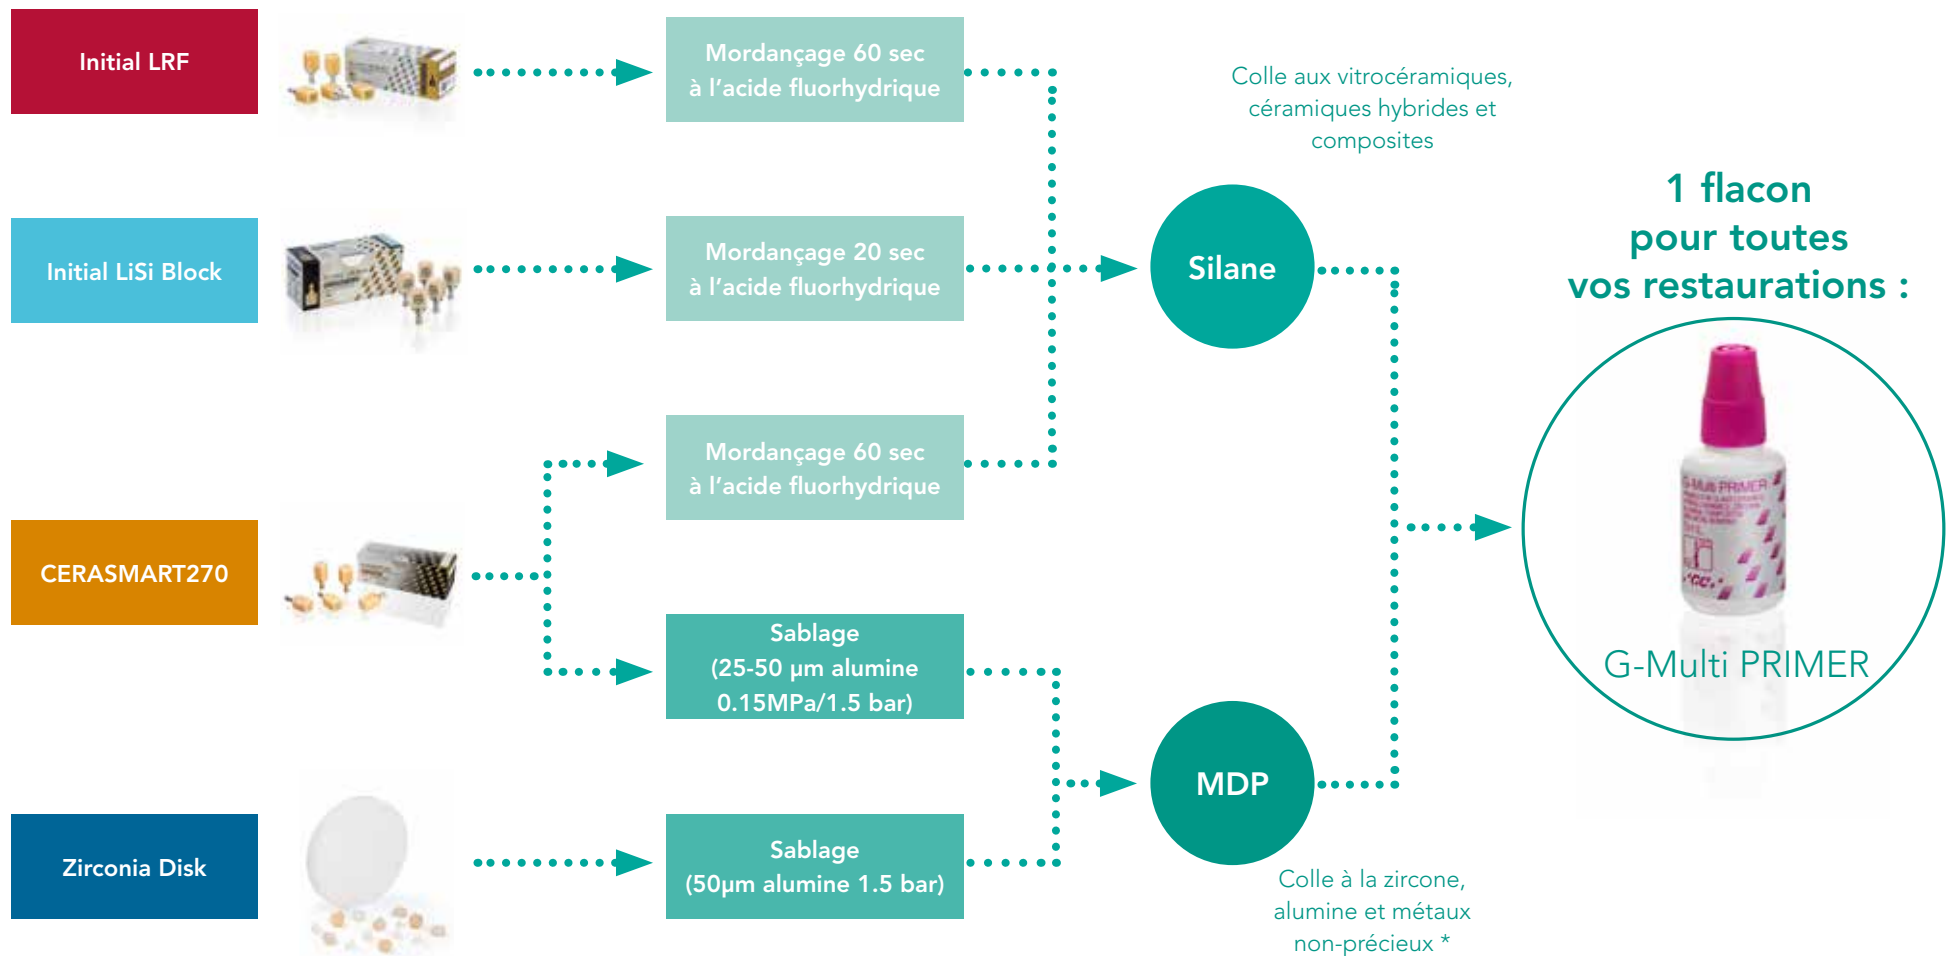 Initial LRF
Mordançage 60 sec
à l’acide fluorhydrique
Colle aux vitrocéramiques,
céramiques hybrides et
composites
1 flacon
pour toutes
vos restaurations :
Initial LiSi Block
Mordançage 20 sec
à l’acide fluorhydrique
Silane
Mordançage 60 sec
à l’acide fluorhydrique
G-Multi PRIMER
GC
CERASMART270
Sablage
(25-50 µm alumine
0.15MPa/1.5 bar)
G-Multi PRIMER
MDP
Zirconia Disk
Sablage
(50µm alumine 1.5 bar)
Colle à la zircone,
alumine et métaux
non-précieux *